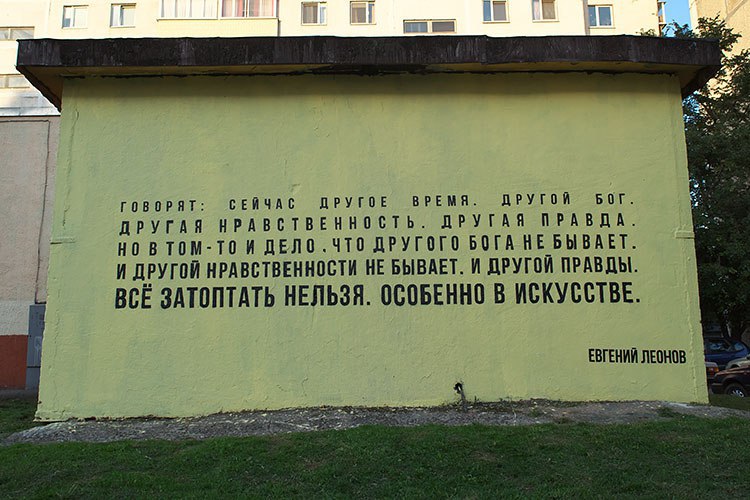 ГОВОРЯТ: СЕЙЧАС ДРУГОЕ ВРЕМЯ. ДРУГОЙ БОГ.
ДРУГАЯ НРАВСТВЕННОСТЬ. ДРУГАЯ ПРАВДА.
НО В ТОМ-ТО И ДЕЛО, ЧТО ДРУГОГО БОГА НЕ БЫВАЕТ.
И ДРУГОЙ НРАВСТВЕННОСТИ НЕ БЫВАЕТ. И ДРУГОЙ ПРАВДЫ.
ВСЁ ЗАТОПТАТЬ НЕЛЬЗЯ. ОСОБЕННО В ИСКУССТВЕ.
ЕВГЕНИЙ ЛЕОНОВ